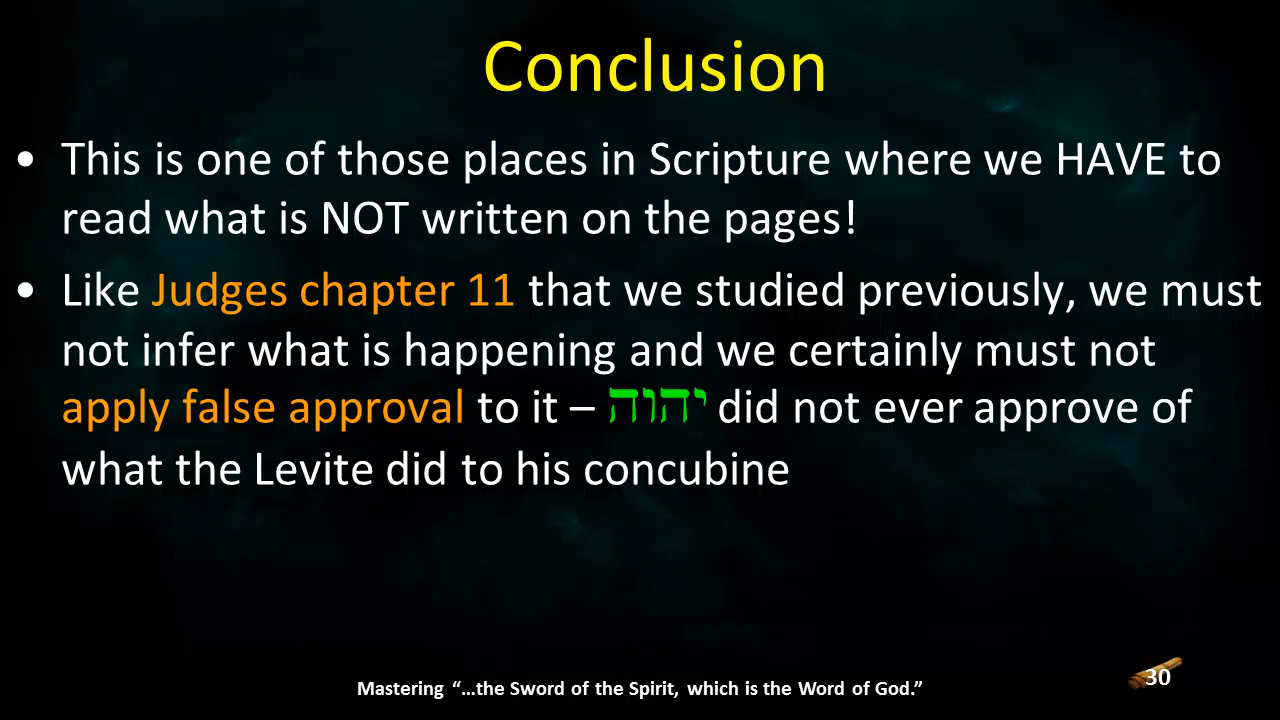 Conclusion
• This is one of those places in Scripture where we HAVE to
read what is NOT written on the pages!
• Like Judges chapter 11 that we studied previously, we must
not infer what is happening and we certainly must not
apply false approval to it – יהוה did not ever approve of
what the Levite did to his concubine
Mastering “…the Sword of the Spirit, which is the Word of God.”
30